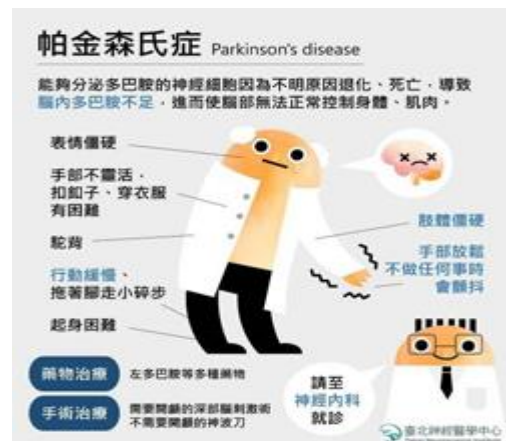 帕金森氏症 Parkinson's disease
能夠分泌多巴胺的神經細胞因為不明原因退化、死亡，導致
腦內多巴胺不足，進而使腦部無法正常控制身體、肌肉。
表情僵硬
手部不靈活，
扣釦子、穿衣服
有困難
駝背
行動緩慢、
拖著腳走小碎步
起身困難
肢體僵硬
手部放鬆
不做任何事時
會顫抖
藥物治療 左多巴胺等多種藥物
手術治療 需要開顱的深部腦刺激術
不需要開顱的神波刀
請至
神經內科
就診
臺北神經醫學中心